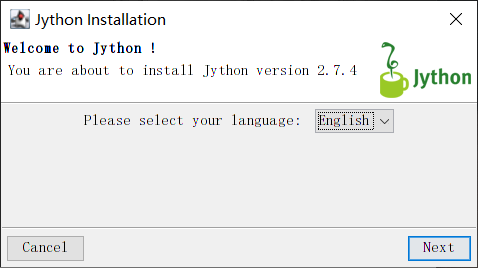 Jython Installation
Welcome to Jython !
You are about to install Jython version 2.7.4
Jython
Please select your language: English
Cancel Next